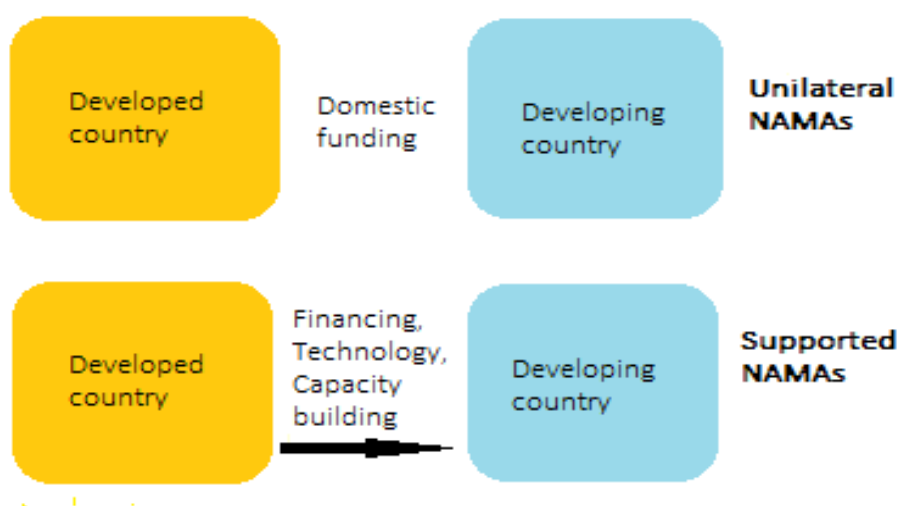 Developed
country
Domestic
funding
Developing
country
Unilateral
NAMAs
Developed
country
Financing,
Technology,
Capacity
building
Developing
country
Supported
NAMAs